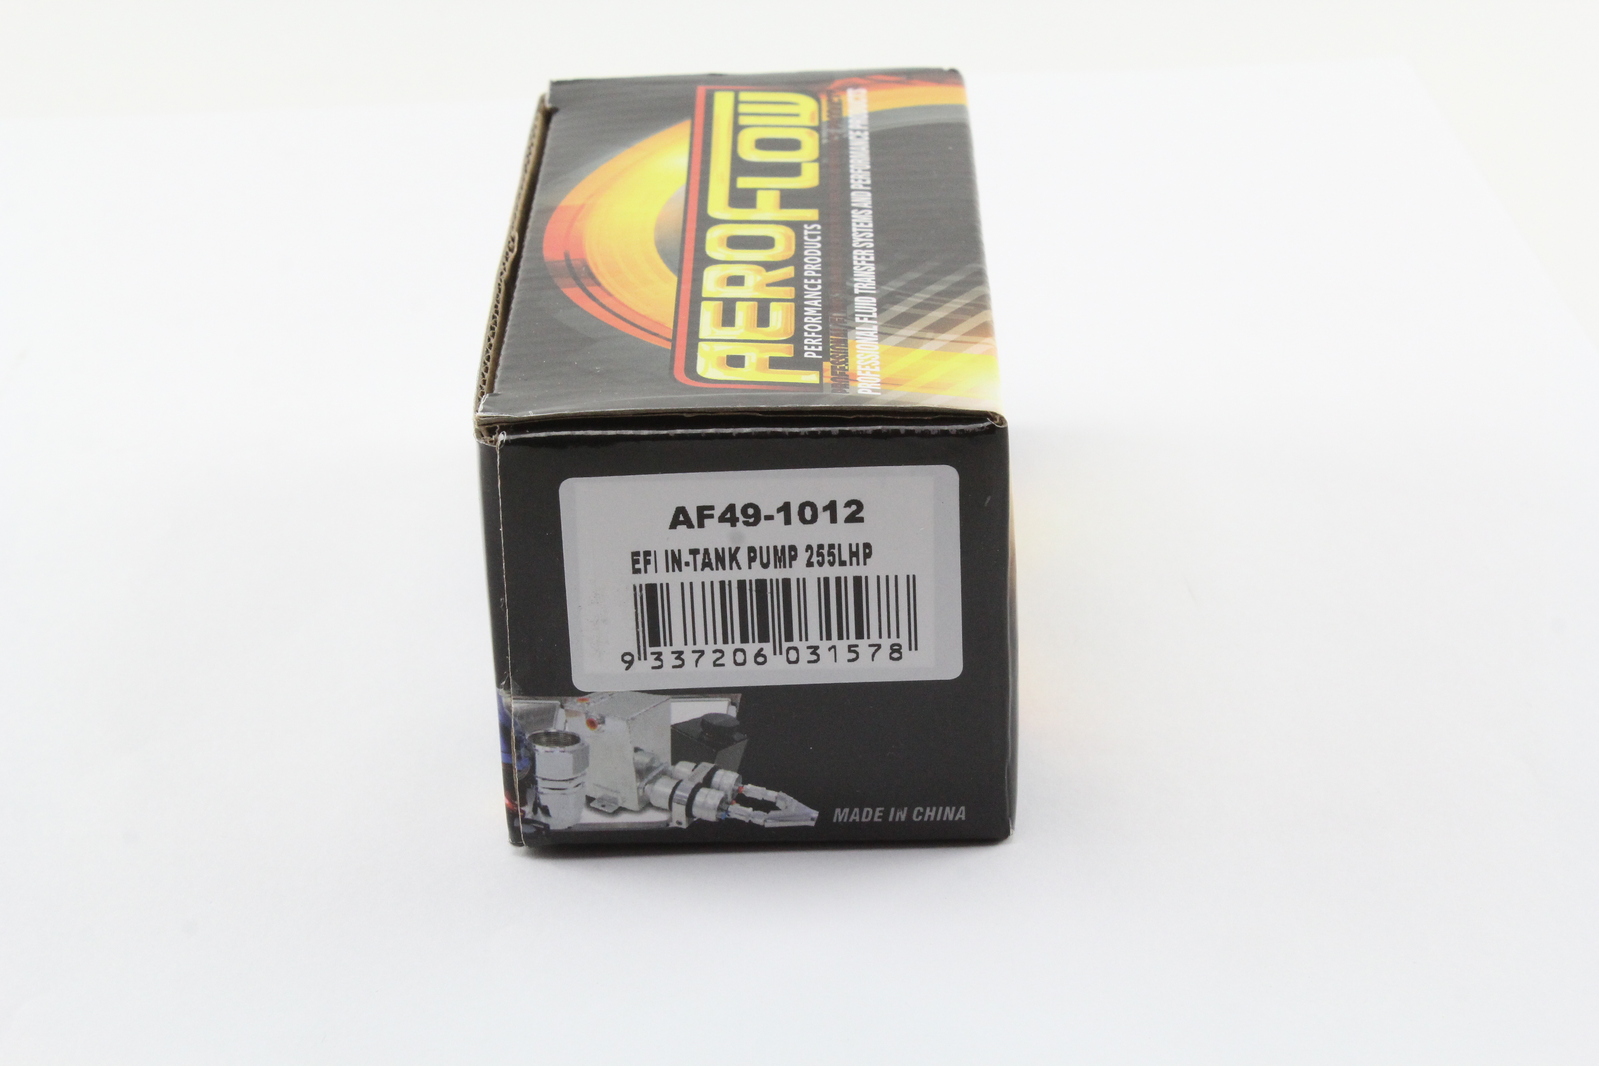 AEROFLOW
PERFORMANCE PRODUCTS
PROFESSIONAL FLUID TRANSFER SYSTEMS AND PERFORMANCE PRODUCTS
AF49-1012
EFI IN-TANK PUMP 255LHP
9 337206 031578
MADE IN CHINA